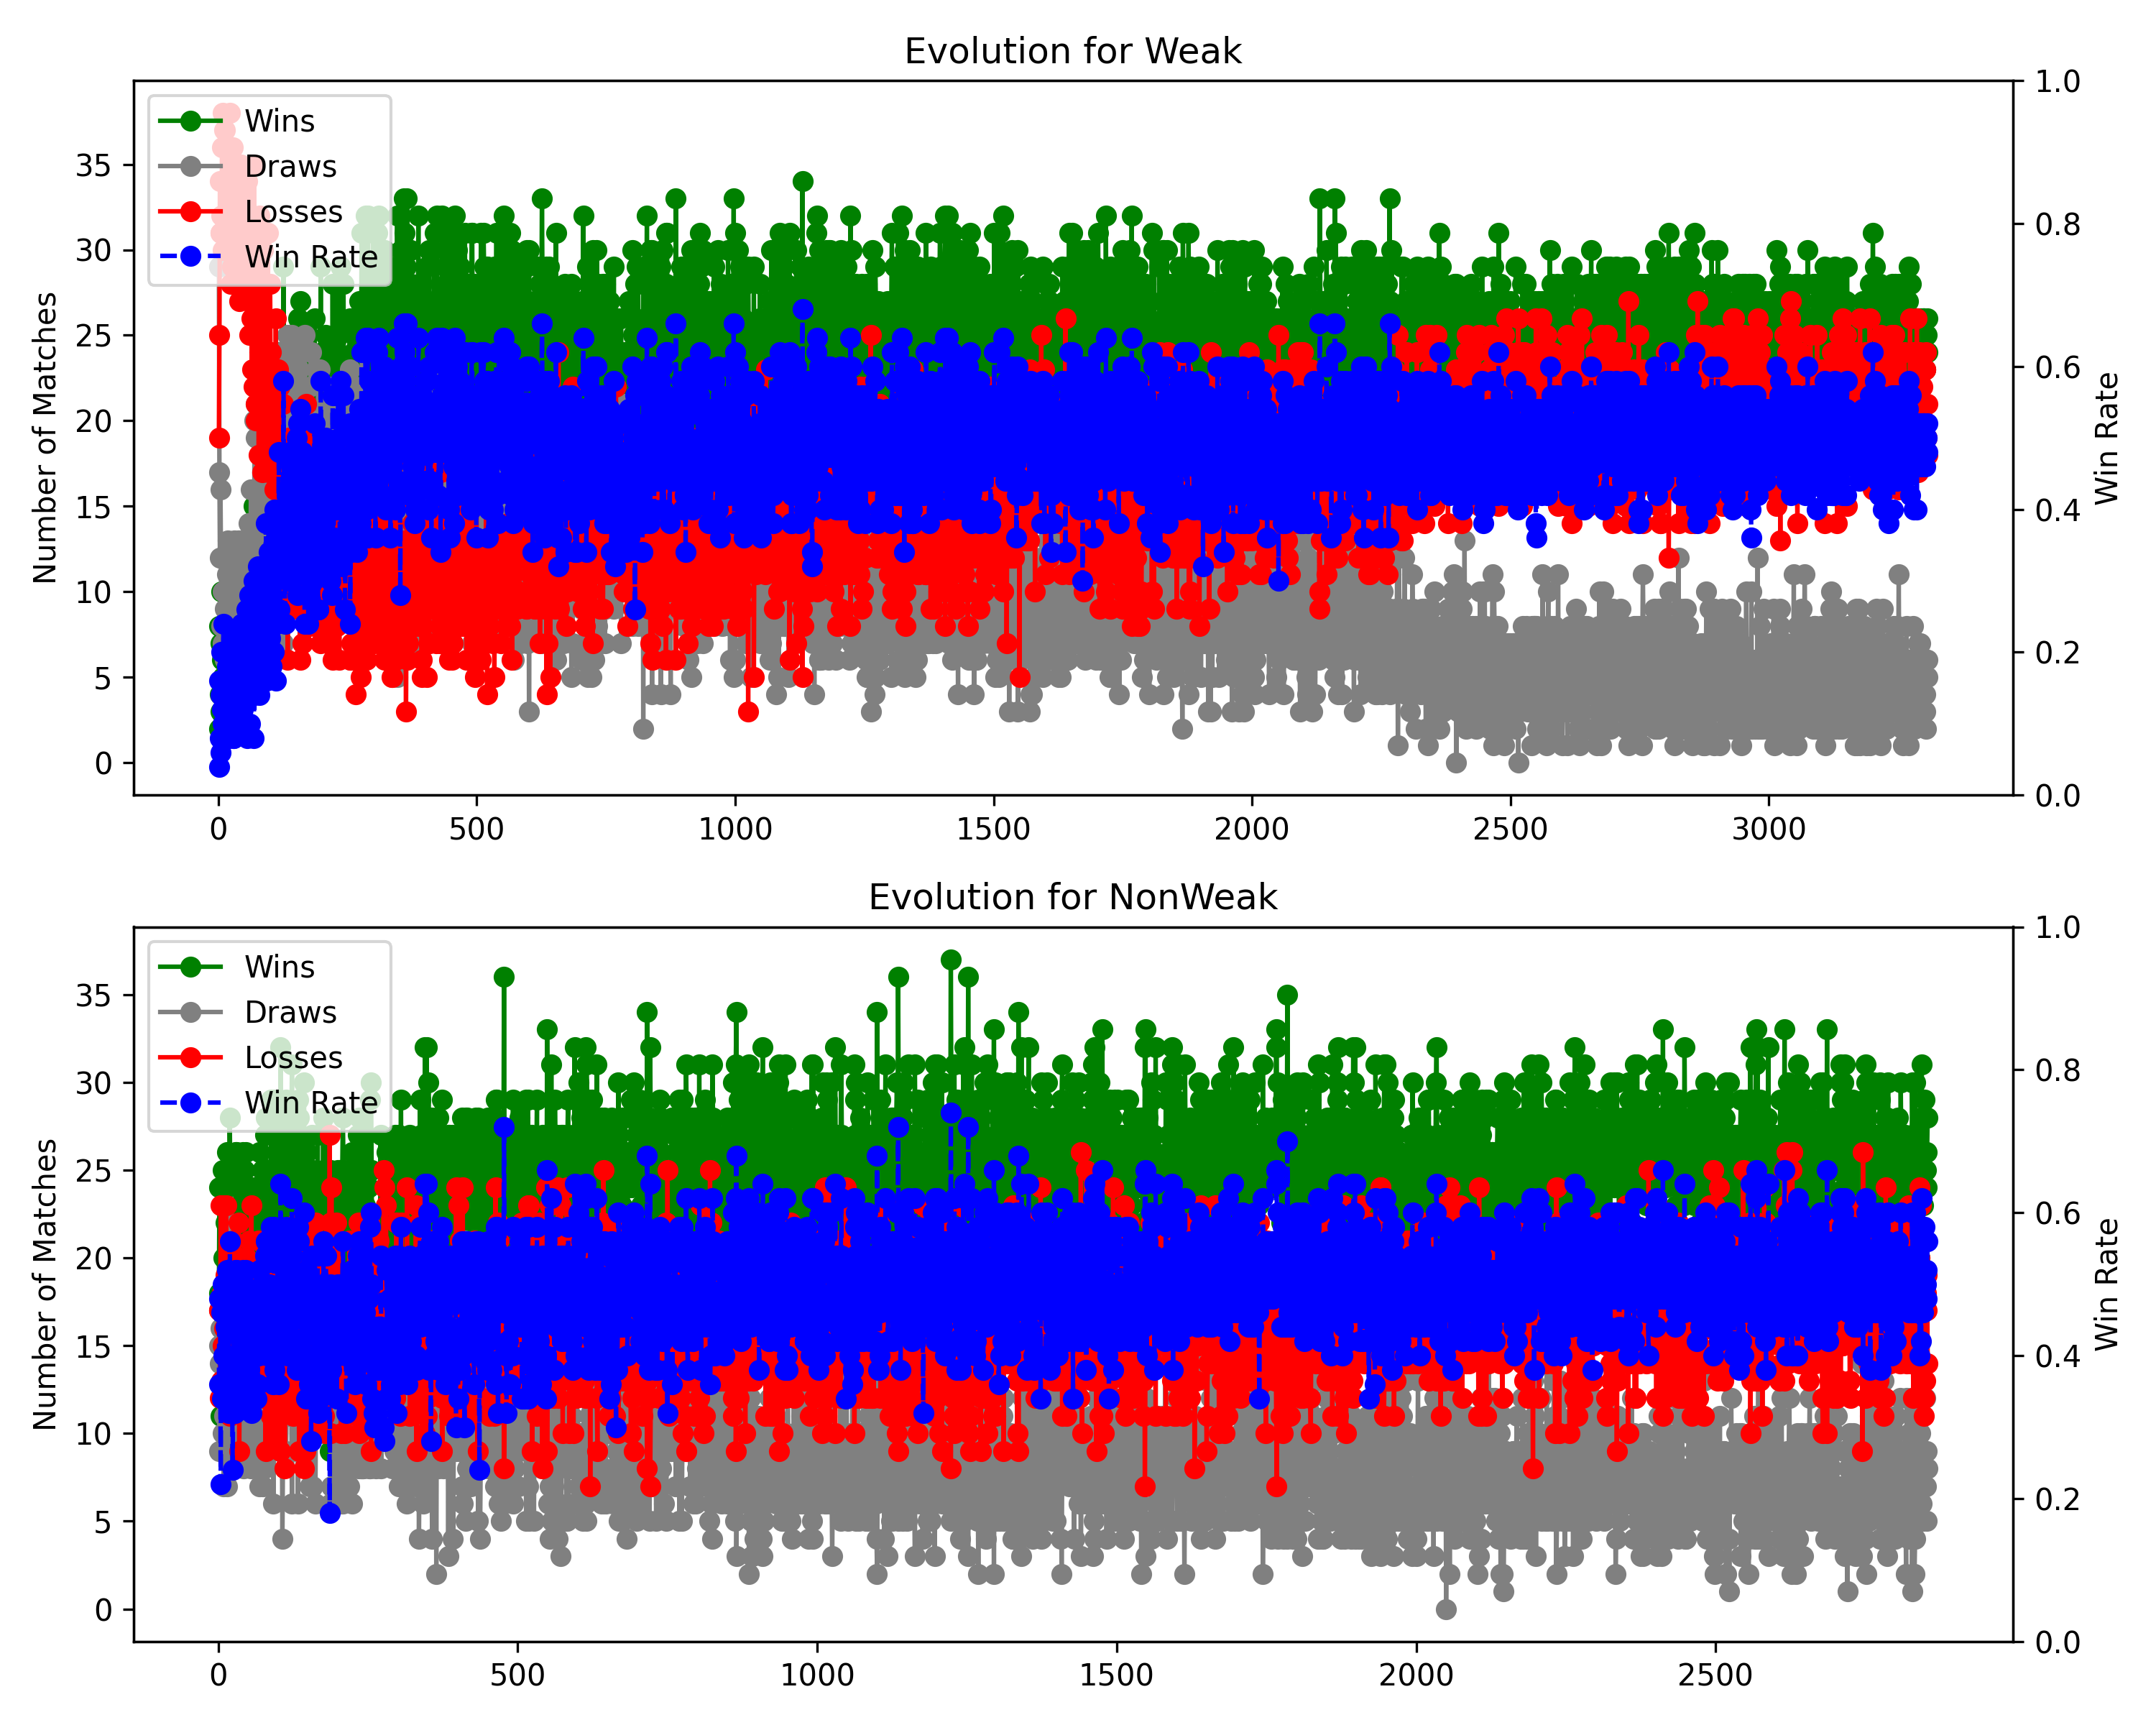 Evolution for Weak
Number of Matches
35
30
25
20
15
10
5
0
Wins
Draws
Losses
Win Rate
1.0
0.8
0.6
0.4
0.2
0.0
Win Rate
0 500 1000 1500 2000 2500 3000
Evolution for NonWeak
Number of Matches
35
30
25
20
15
10
5
0
Wins
Draws
Losses
Win Rate
1.0
0.8
0.6
0.4
0.2
0.0
Win Rate
0 500 1000 1500 2000 2500